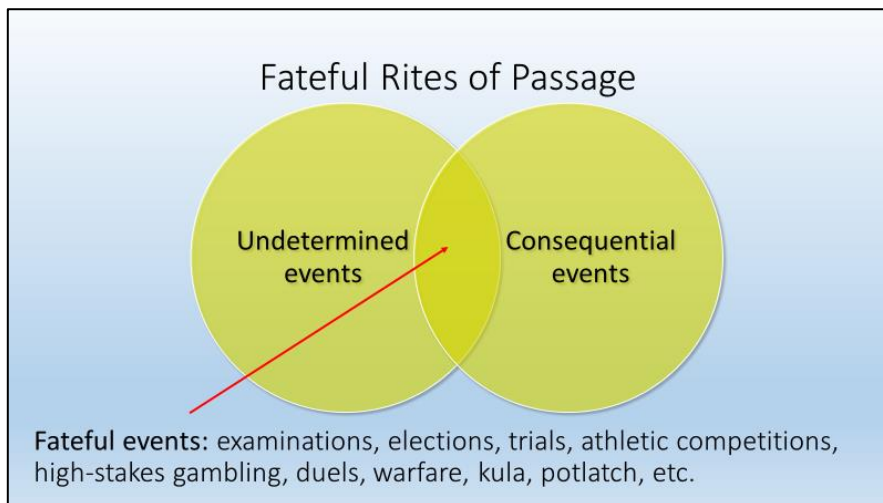 Fateful Rites of Passage
Undetermined
events
Consequential
events
Fateful events: examinations, elections, trials, athletic competitions,
high-stakes gambling, duels, warfare, kula, potlatch, etc.